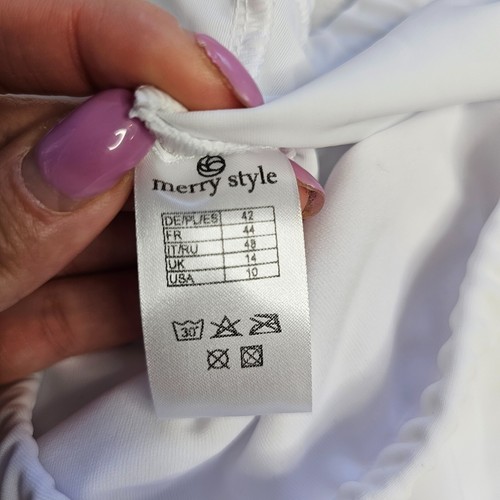 merry style
DE/PL/ES 42
FR 44
IT/RU 48
UK 14
USA 10
30°